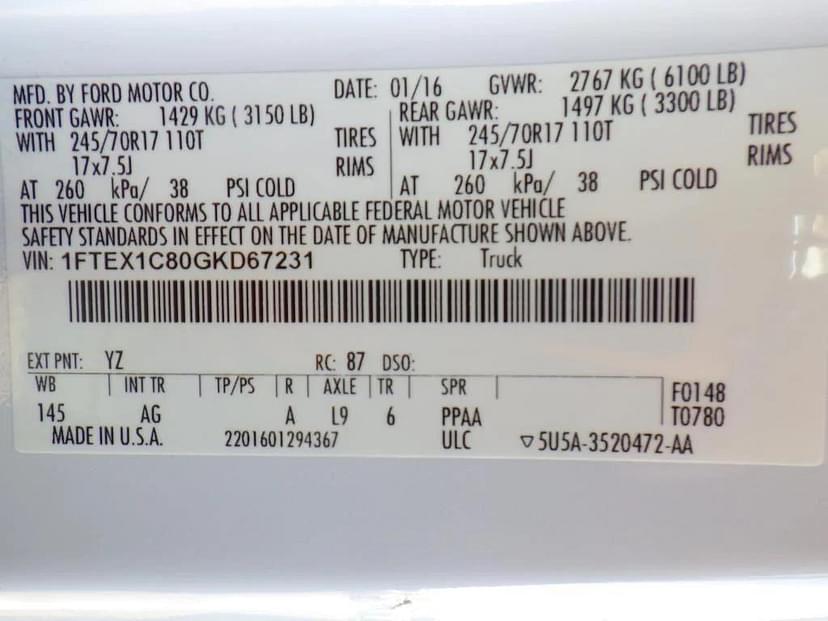 MFD. BY FORD MOTOR CO. DATE: 01/16 GVWR: 2767 KG ( 6100 LB)
FRONT GAWR: 1429 KG ( 3150 LB) REAR GAWR: 1497 KG ( 3300 LB)
WITH 245/70R17 110T TIRES WITH 245/70R17 110T TIRES
17x7.5J RIMS 17x7.5J RIMS
AT 260 kPa/ 38 PSI COLD AT 260 kPa/ 38 PSI COLD
THIS VEHICLE CONFORMS TO ALL APPLICABLE FEDERAL MOTOR VEHICLE
SAFETY STANDARDS IN EFFECT ON THE DATE OF MANUFACTURE SHOWN ABOVE.
VIN: 1FTEX1C80GKD67231 TYPE: Truck
EXT PNT: YZ RC: 87 DSO:
WB INT TR TP/PS R AXLE TR SPR F0148
145 AG A L9 6 PPAA T0780
MADE IN U.S.A. 2201601294367 ULC ▽5U5A-3520472-AA